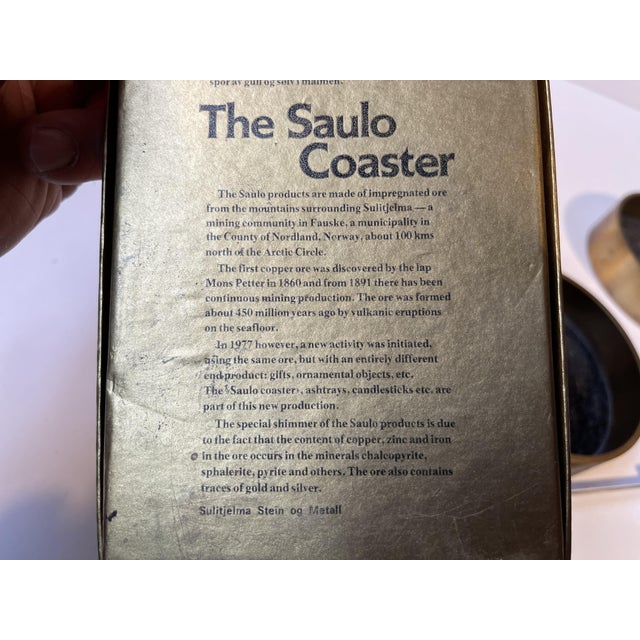 spor av gull og sølv i malmen.
The Saulo
Coaster
The Saulo products are made of impregnated ore
from the mountains surrounding Sulitjelma — a
mining community in Fauske, a municipality in
the County of Nordland, Norway, about 100 kms
north of the Arctic Circle.
The first copper ore was discovered by the lap
Mons Petter in 1860 and from 1891 there has been
continuous mining production. The ore was formed
about 450 million years ago by vulkanic eruptions
on the seafloor.
In 1977 however, a new activity was initiated,
using the same ore, but with an entirely different
end product: gifts, ornamental objects, etc.
The «Saulo coaster», ashtrays, candlesticks etc. are
part of this new production.
The special shimmer of the Saulo products is due
to the fact that the content of copper, zinc and iron
in the ore occurs in the minerals chalcopyrite,
sphalerite, pyrite and others. The ore also contains
traces of gold and silver.
Sulitjelma Stein og Metall